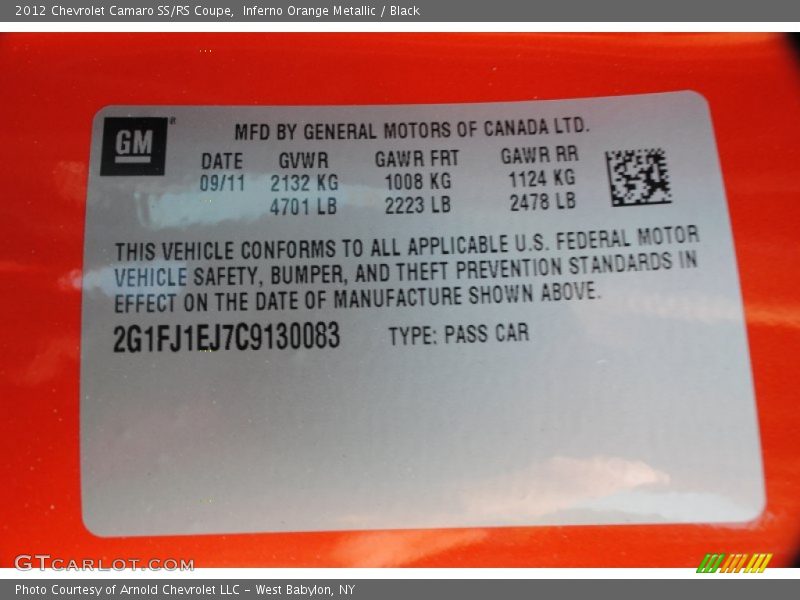 2012 Chevrolet Camaro SS/RS Coupe,  Inferno Orange Metallic / Black
GM®
MFD BY GENERAL MOTORS OF CANADA LTD.
DATE GVWR GAWR FRT GAWR RR
09/11 2132 KG 1008 KG 1124 KG
4701 LB 2223 LB 2478 LB
THIS VEHICLE CONFORMS TO ALL APPLICABLE U.S. FEDERAL MOTOR
VEHICLE SAFETY, BUMPER, AND THEFT PREVENTION STANDARDS IN
EFFECT ON THE DATE OF MANUFACTURE SHOWN ABOVE.
2G1FJ1EJ7C9130083 TYPE: PASS CAR
GTCARLOT.COM
Photo Courtesy of Arnold Chevrolet LLC - West Babylon, NY